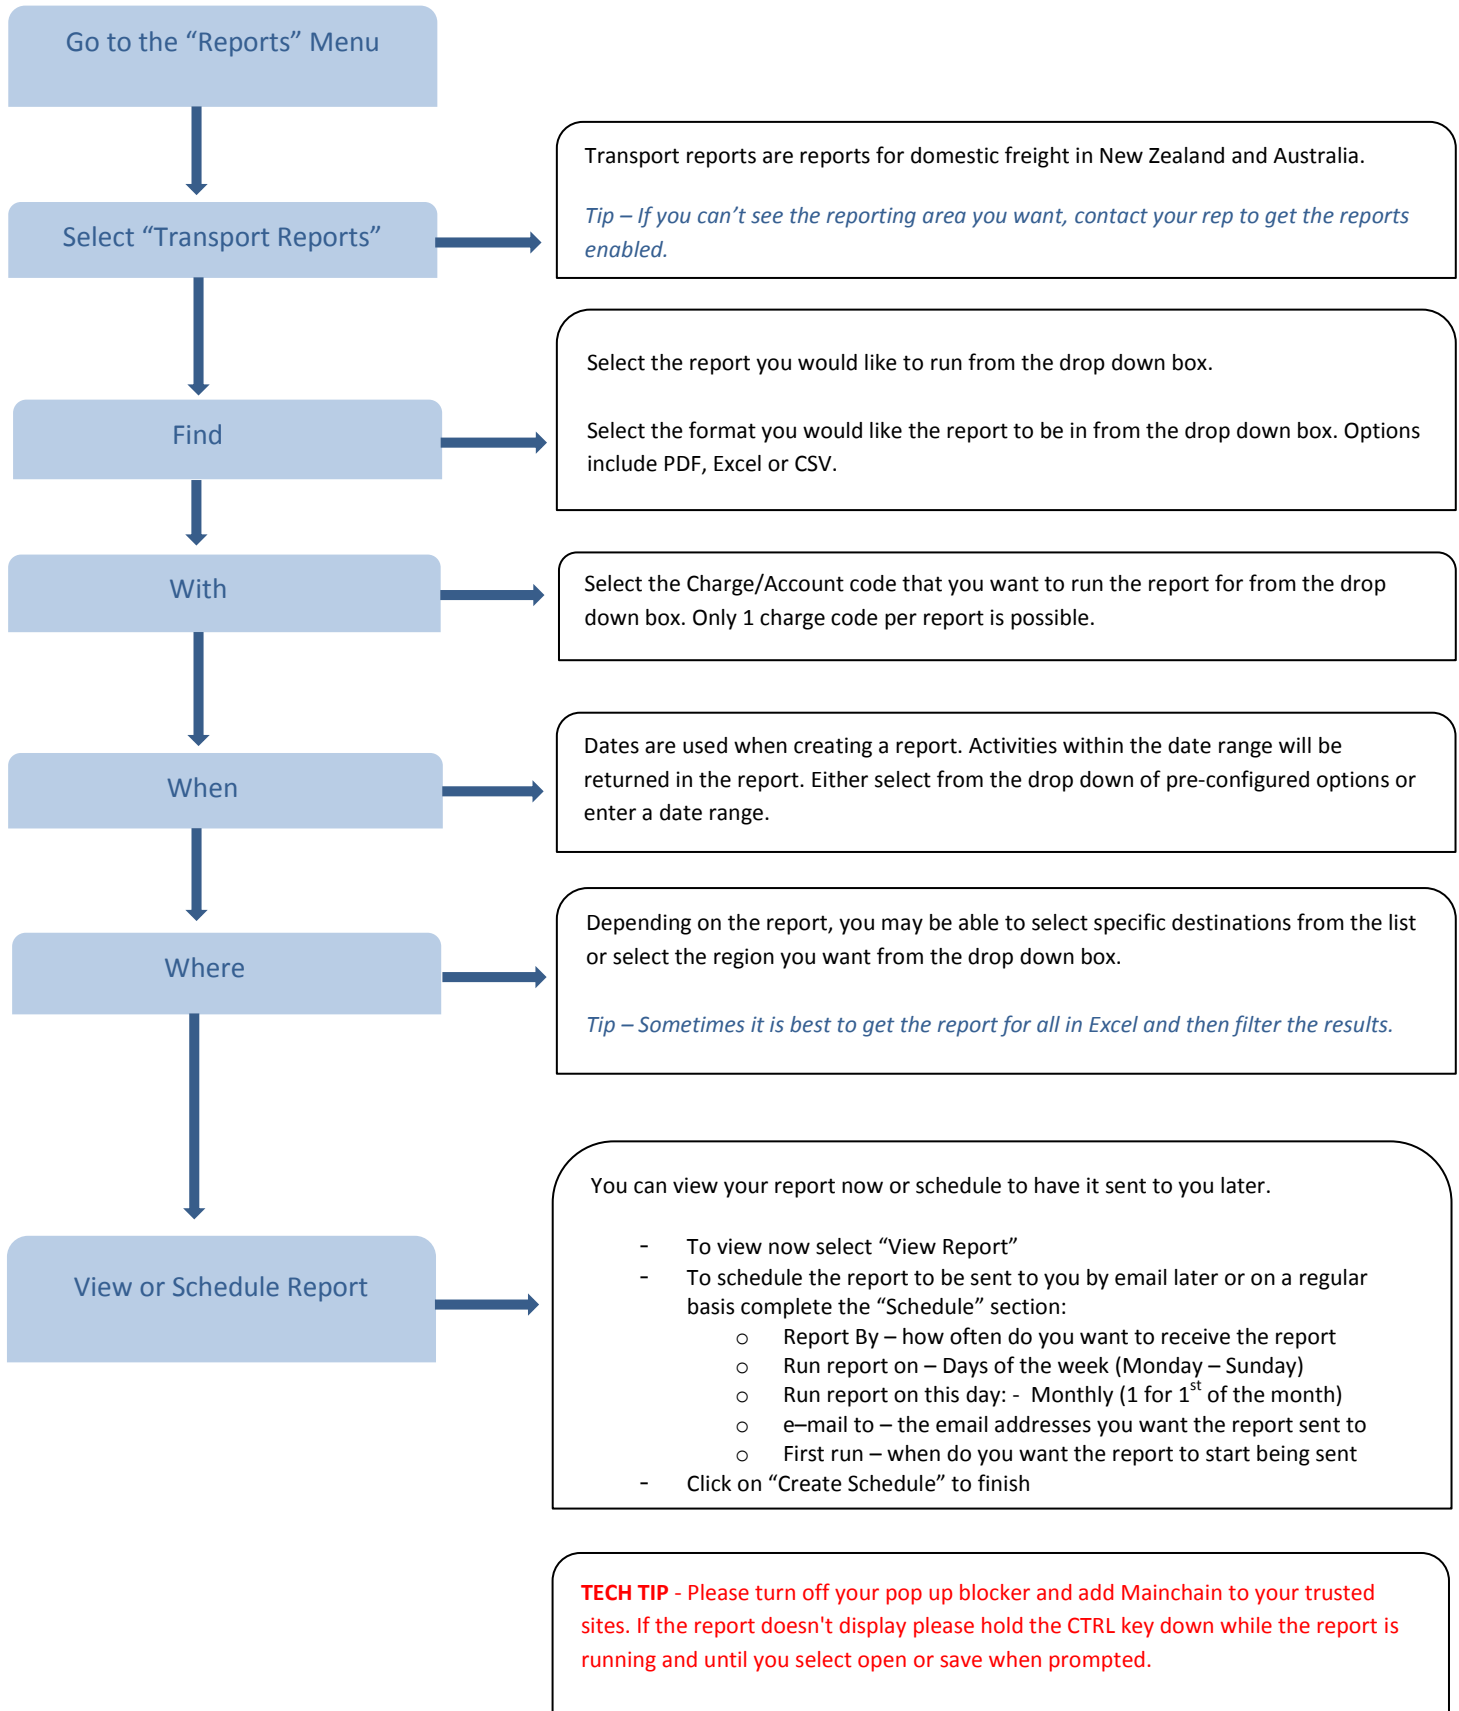 Go to the “Reports” Menu
Transport reports are reports for domestic freight in New Zealand and Australia.
Tip – If you can’t see the reporting area you want, contact your rep to get the reports
enabled.
Select “Transport Reports”
Select the report you would like to run from the drop down box.
Select the format you would like the report to be in from the drop down box. Options
include PDF, Excel or CSV.
Find
With
Select the Charge/Account code that you want to run the report for from the drop
down box. Only 1 charge code per report is possible.
When
Dates are used when creating a report. Activities within the date range will be
returned in the report. Either select from the drop down of pre-configured options or
enter a date range.
Where
Depending on the report, you may be able to select specific destinations from the list
or select the region you want from the drop down box.
Tip – Sometimes it is best to get the report for all in Excel and then filter the results.
View or Schedule Report
You can view your report now or schedule to have it sent to you later.
- To view now select “View Report”
- To schedule the report to be sent to you by email later or on a regular
basis complete the “Schedule” section:
o Report By – how often do you want to receive the report
o Run report on – Days of the week (Monday – Sunday)
o Run report on this day: - Monthly (1 for 1st of the month)
o e–mail to – the email addresses you want the report sent to
o First run – when do you want the report to start being sent
- Click on “Create Schedule” to finish
TECH TIP - Please turn off your pop up blocker and add Mainchain to your trusted
sites. If the report doesn't display please hold the CTRL key down while the report is
running and until you select open or save when prompted.